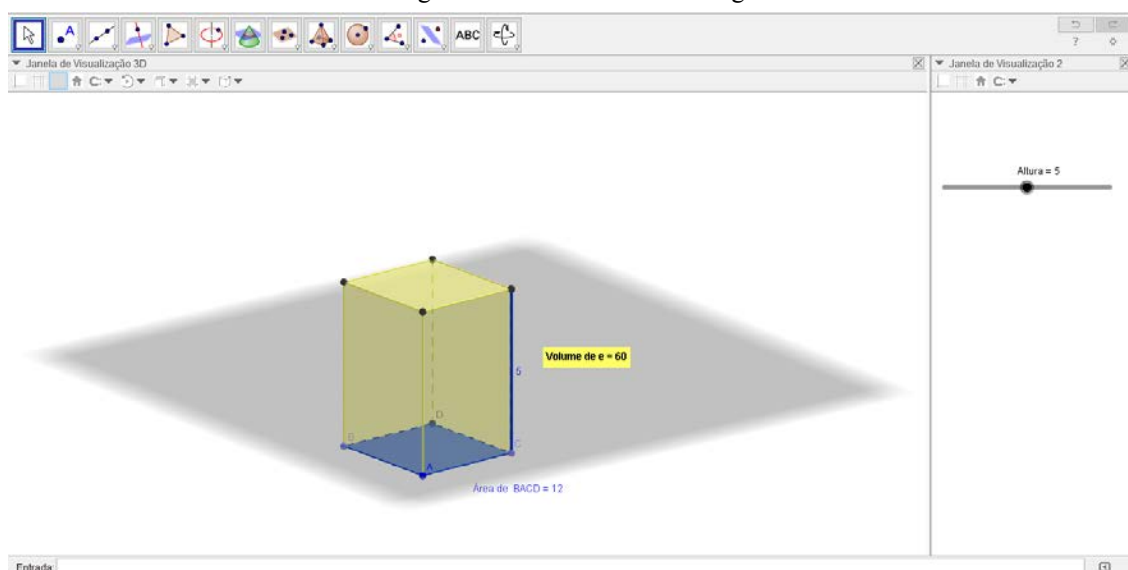 ABC
Janela de Visualização 3D
Janela de Visualização 2
Altura = 5
Volume de e = 60
5
B
D
A
C
Área de BACD = 12
Entrada: